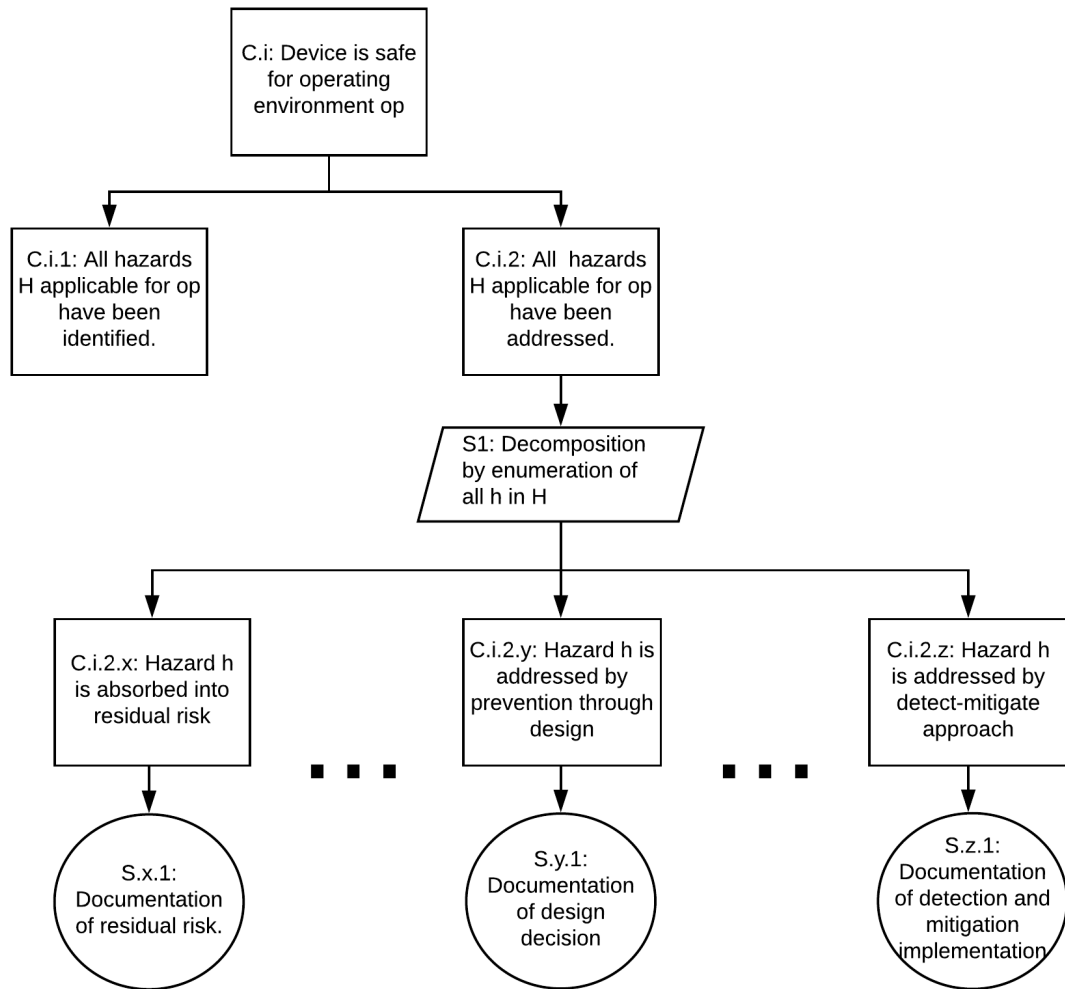 C.i: Device is safe
for operating
environment op
C.i.1: All hazards
H applicable for op
have been
identified.
C.i.2: All  hazards
H applicable for op
have been
addressed.
S1: Decomposition
by enumeration of
all h in H
C.i.2.x: Hazard h
is absorbed into
residual risk
C.i.2.y: Hazard h is
addressed by
prevention through
design
C.i.2.z: Hazard h
is addressed by
detect-mitigate
approach
S.x.1:
Documentation
of residual risk.
S.y.1:
Documentation
of design
decision
S.z.1:
Documentation
of detection and
mitigation
implementation